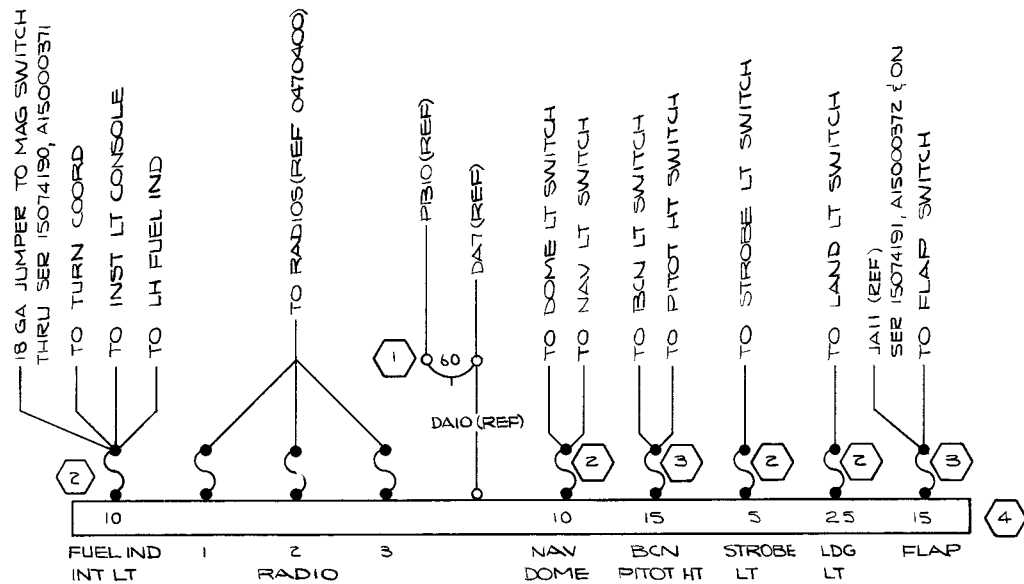 18 GA JUMPER TO MAG SWITCH
THRU SER 15074190, A15000371
TO TURN COORD
TO INST LT CONSOLE
TO LH FUEL IND
TO RADIOS (REF 0470400)
PB10 (REF)
DA7 (REF)
TO DOME LT SWITCH
TO NAV LT SWITCH
TO BCN LT SWITCH
TO PITOT HT SWITCH
TO STROBE LT SWITCH
TO LAND LT SWITCH
JA11 (REF)
SER 15074191, A15000372 & ON
TO FLAP SWITCH
1
60
DA10 (REF)
2
2
3
2
2
3
10
10
15
5
25
15
4
FUEL IND
INT LT
1
2
3
RADIO
NAV
DOME
BCN
PITOT HT
STROBE
LT
LDG
LT
FLAP